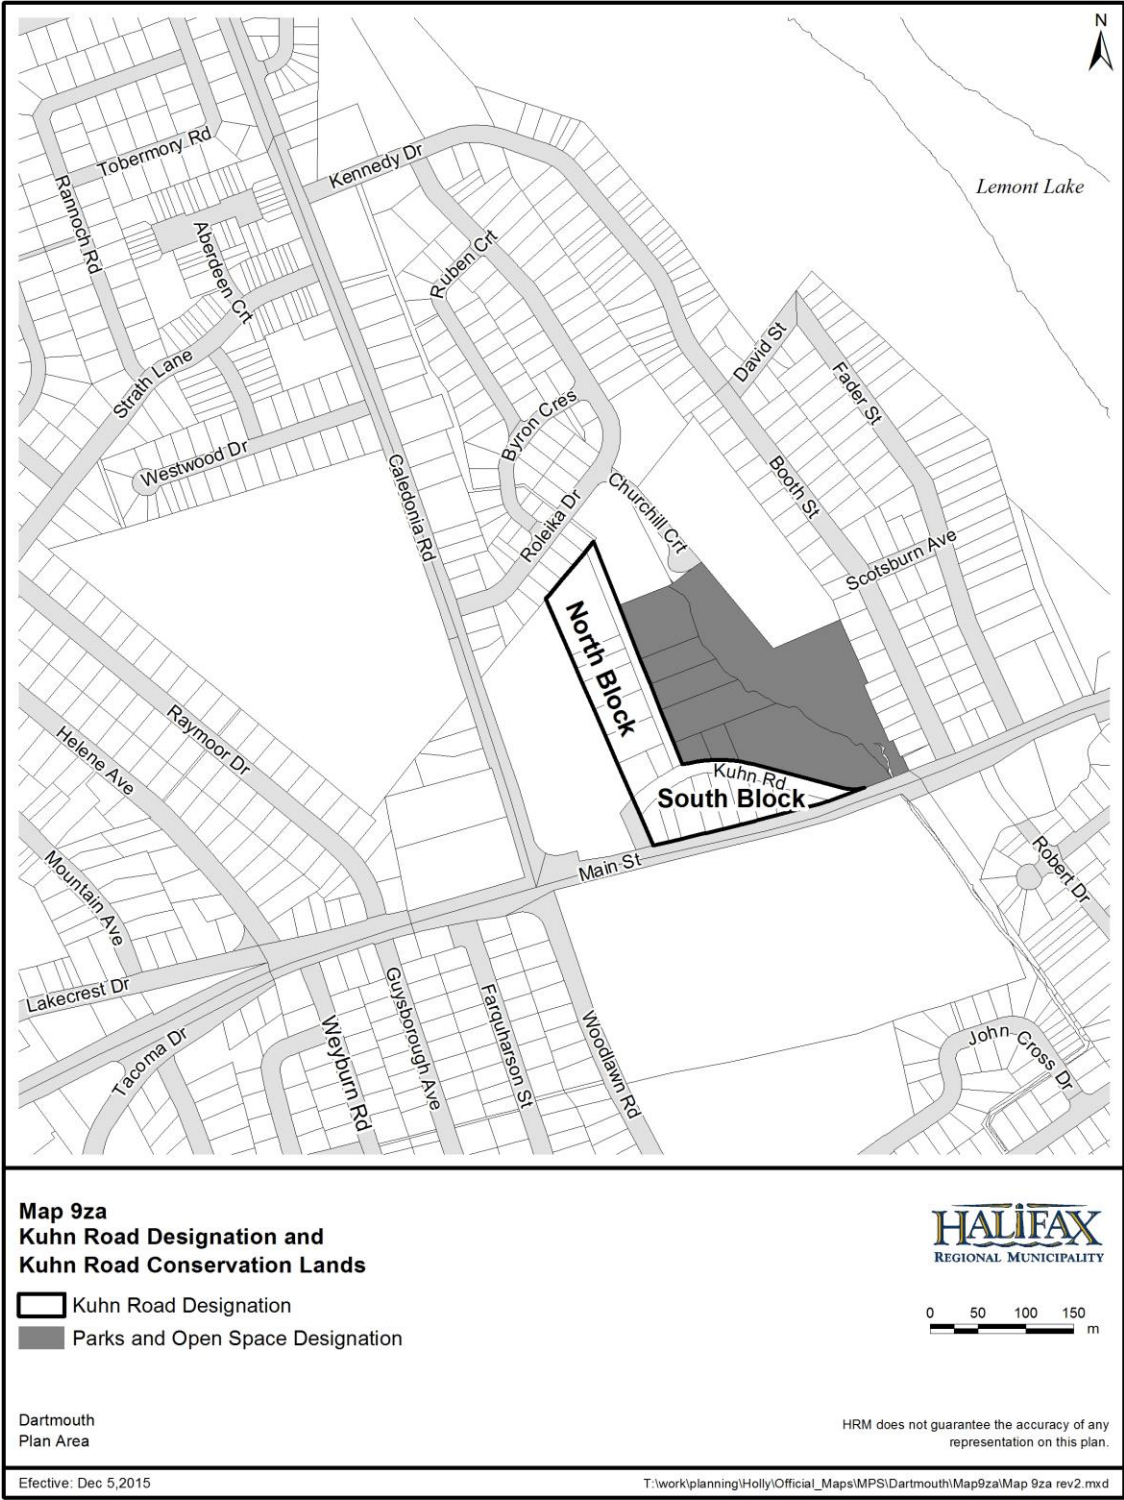 N
Lemont Lake
Tobermory Rd
Kennedy Dr
Rannoch Rd
Aberdeen Crt
Ruben Crt
David St
Strath Lane
Fader St
Byron Cres
Westwood Dr
Caledonia Rd
Booth St
Churchill Crt
Roleika Dr
Scotsburn Ave
North Block
Raymoor Dr
Helene Ave
Kuhn Rd
South Block
Main St
Mountain Ave
Robert Dr
Lakecrest Dr
Guysborough Ave
Farquharson St
Woodlawn Rd
Weyburn Rd
Tacoma Dr
John Cross Dr
Map 9za
Kuhn Road Designation and
Kuhn Road Conservation Lands
Kuhn Road Designation
Parks and Open Space Designation
HALIFAX
REGIONAL MUNICIPALITY
0 50 100 150
m
Dartmouth
Plan Area
HRM does not guarantee the accuracy of any
representation on this plan.
Efective: Dec 5,2015
T:\work\planning\Holly\Official_Maps\MPS\Dartmouth\Map9za\Map 9za rev2.mxd